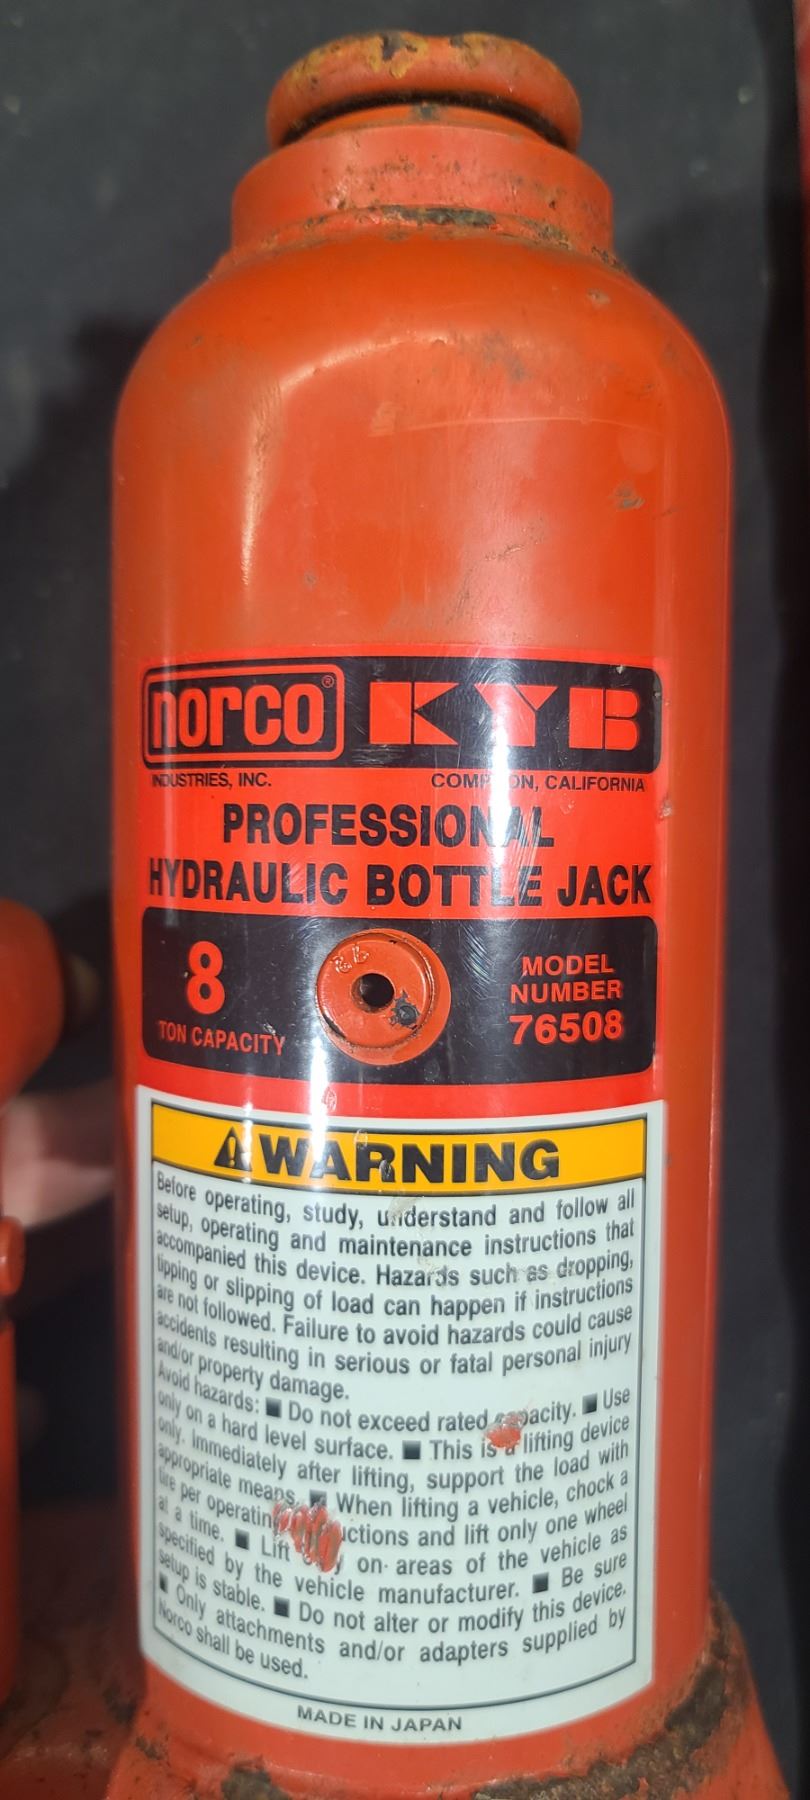 norco® KYB
INDUSTRIES, INC. COMPTON, CALIFORNIA
PROFESSIONAL
HYDRAULIC BOTTLE JACK
8
TON CAPACITY
MODEL
NUMBER
76508
WARNING
Before operating, study, understand and follow all
setup, operating and maintenance instructions that
accompanied this device. Hazards such as dropping,
tipping or slipping of load can happen if instructions
are not followed. Failure to avoid hazards could cause
accidents resulting in serious or fatal personal injury
and/or property damage.
Avoid hazards: ■ Do not exceed rated capacity. ■ Use
only on a hard level surface. ■ This is a lifting device
only. Immediately after lifting, support the load with
appropriate means. ■ When lifting a vehicle, chock a
tire per operating instructions and lift only one wheel
at a time. ■ Lift only on areas of the vehicle as
specified by the vehicle manufacturer. ■ Be sure
setup is stable. ■ Do not alter or modify this device.
■ Only attachments and/or adapters supplied by
Norco shall be used.
MADE IN JAPAN